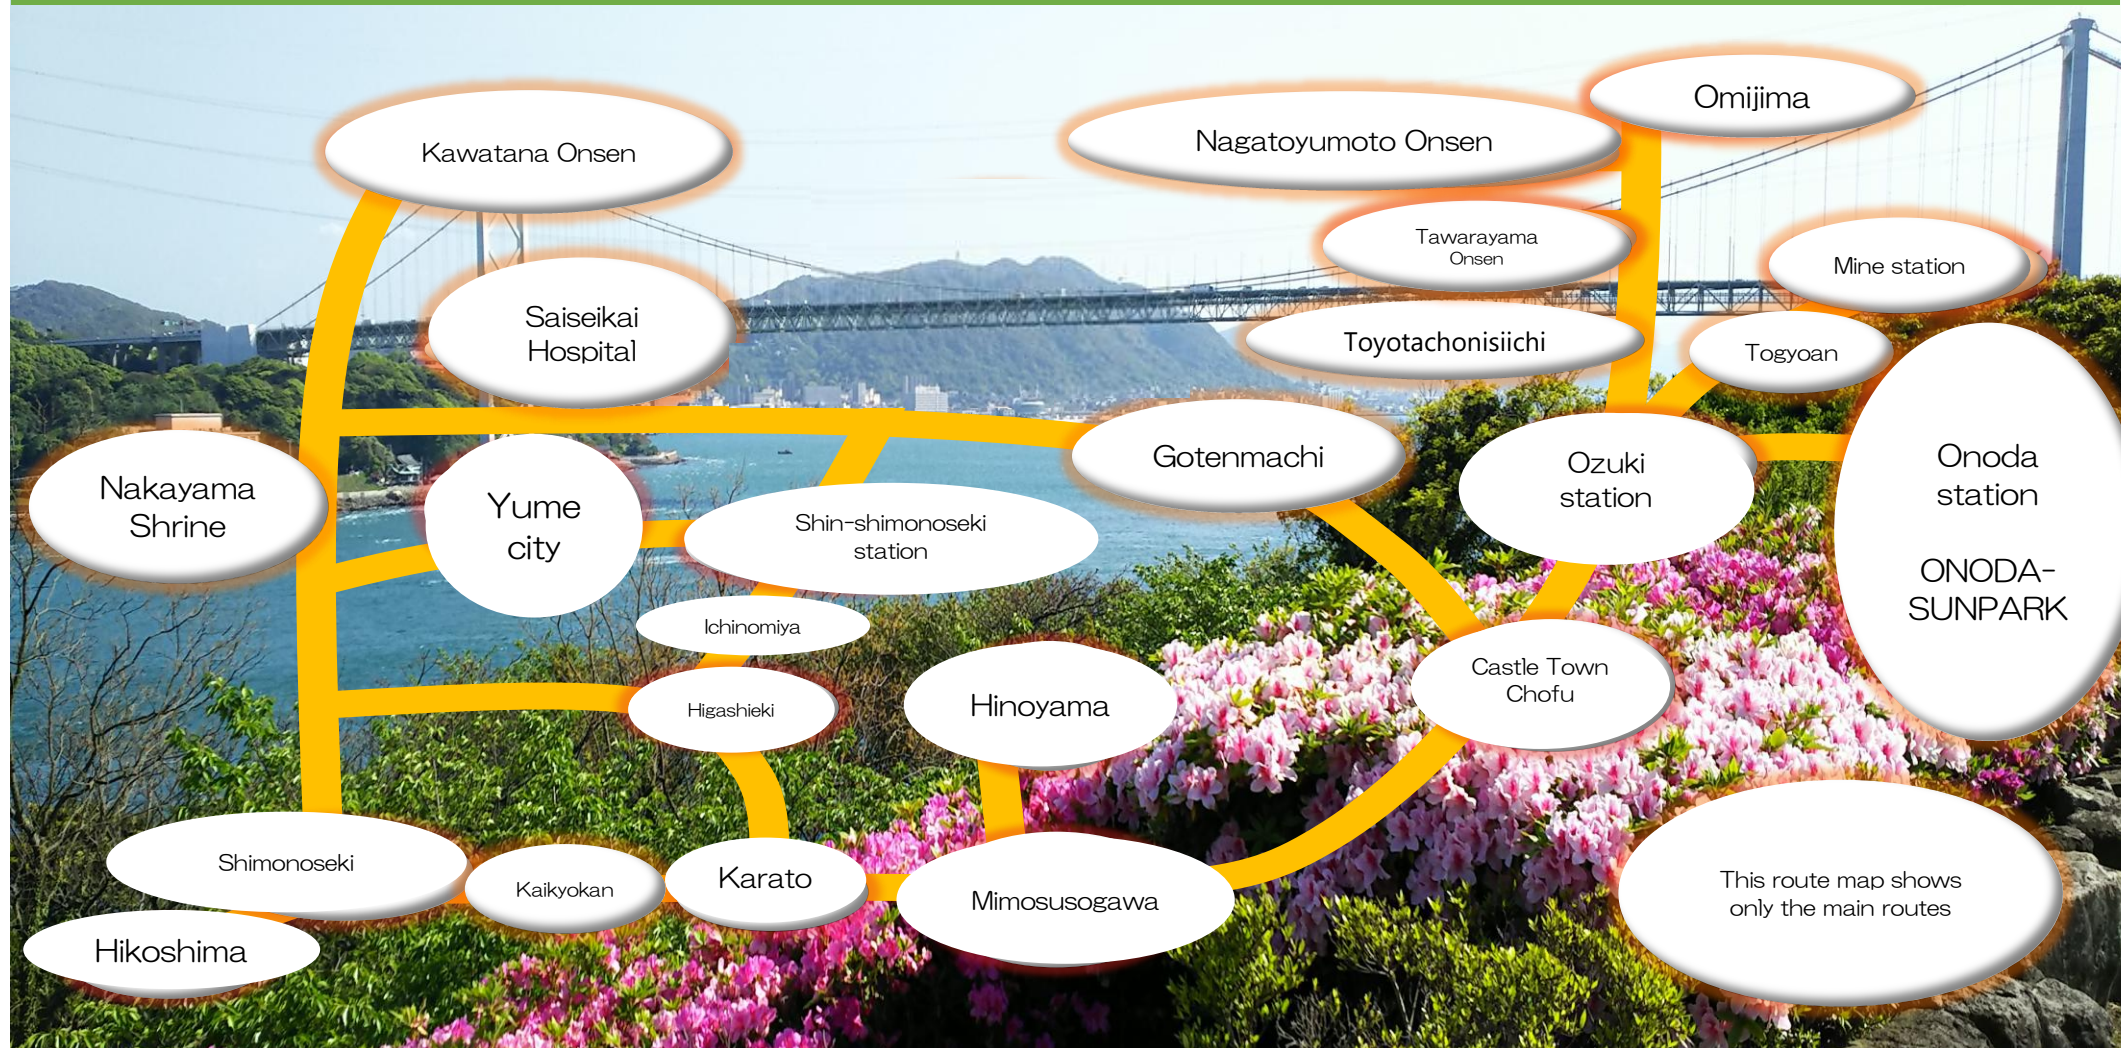 Omijima
Nagatoyumoto Onsen
Kawatana Onsen
Tawarayama
Onsen
Mine station
Saiseikai
Hospital
Toyotachonisiichi
Togyoan
Gotenmachi
Ozuki
station
Onoda
station
ONODA-
SUNPARK
Nakayama
Shrine
Yume
city
Shin-shimonoseki
station
Ichinomiya
Higashieki
Hinoyama
Castle Town
Chofu
Shimonoseki
Kaikyokan
Karato
Mimosusogawa
Hikoshima
This route map shows
only the main routes